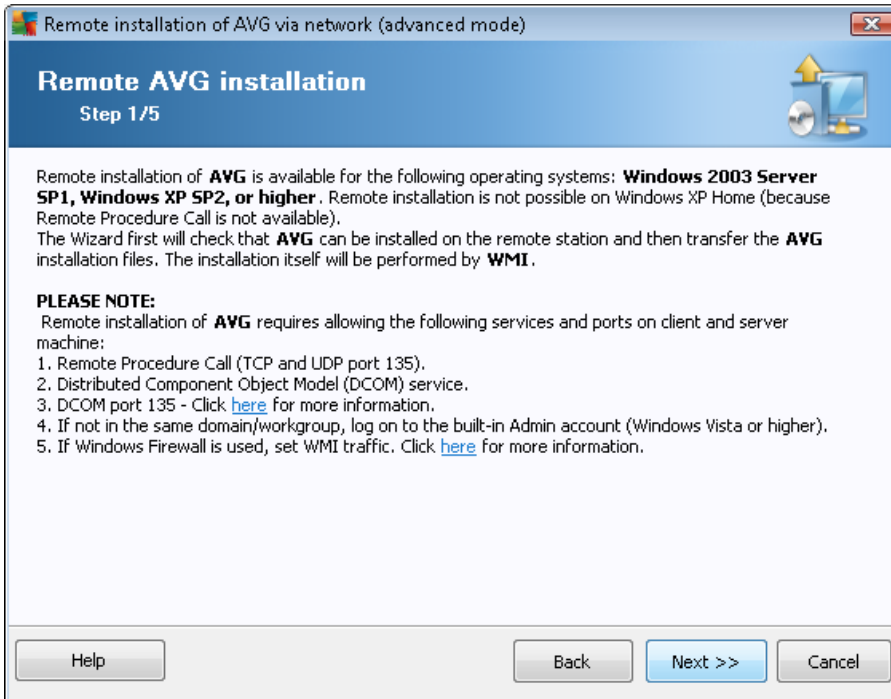 Remote installation of AVG via network (advanced mode)
Remote AVG installation
Step 1/5
Remote installation of AVG is available for the following operating systems: Windows 2003 Server
SP1, Windows XP SP2, or higher. Remote installation is not possible on Windows XP Home (because
Remote Procedure Call is not available).
The Wizard first will check that AVG can be installed on the remote station and then transfer the AVG
installation files. The installation itself will be performed by WMI.
PLEASE NOTE:
Remote installation of AVG requires allowing the following services and ports on client and server
machine:
1. Remote Procedure Call (TCP and UDP port 135).
2. Distributed Component Object Model (DCOM) service.
3. DCOM port 135 - Click here for more information.
4. If not in the same domain/workgroup, log on to the built-in Admin account (Windows Vista or higher).
5. If Windows Firewall is used, set WMI traffic. Click here for more information.
Help
Back
Next >>
Cancel